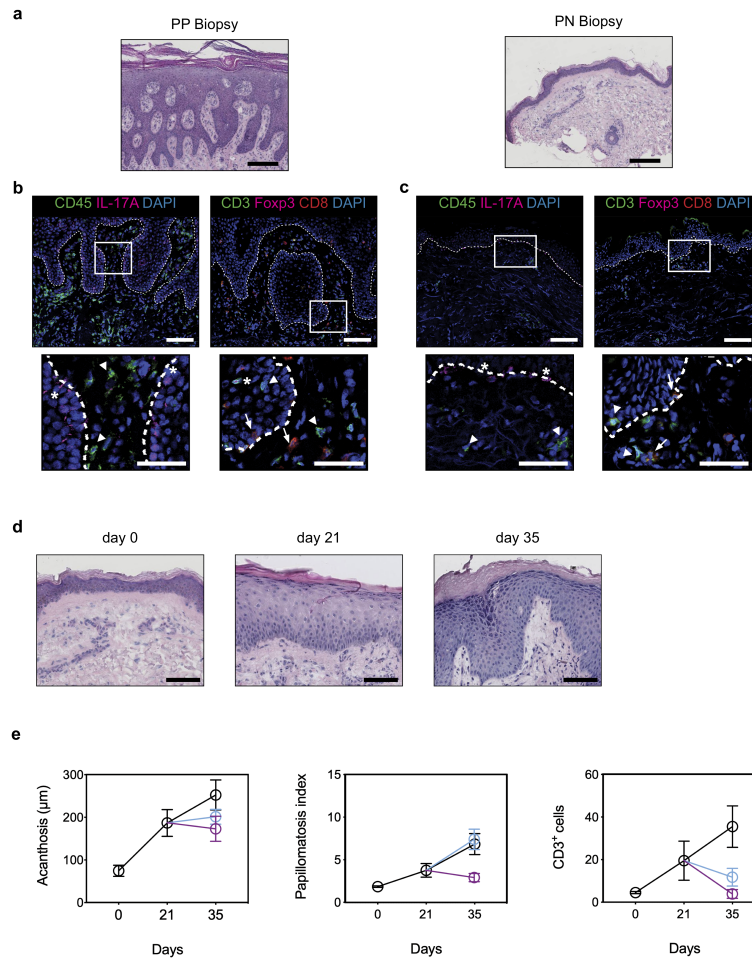 a
PP Biopsy
PN Biopsy
b
CD45 IL-17A DAPI
CD3 Foxp3 CD8 DAPI
c
CD45 IL-17A DAPI
CD3 Foxp3 CD8 DAPI
*
*
*
*
*
*
d
day 0
day 21
day 35
e
Acanthosis (μm)
300
200
100
0
0
21
35
Days
Papillomatosis index
15
10
5
0
0
21
35
Days
CD3⁺ cells
60
40
20
0
0
21
35
Days